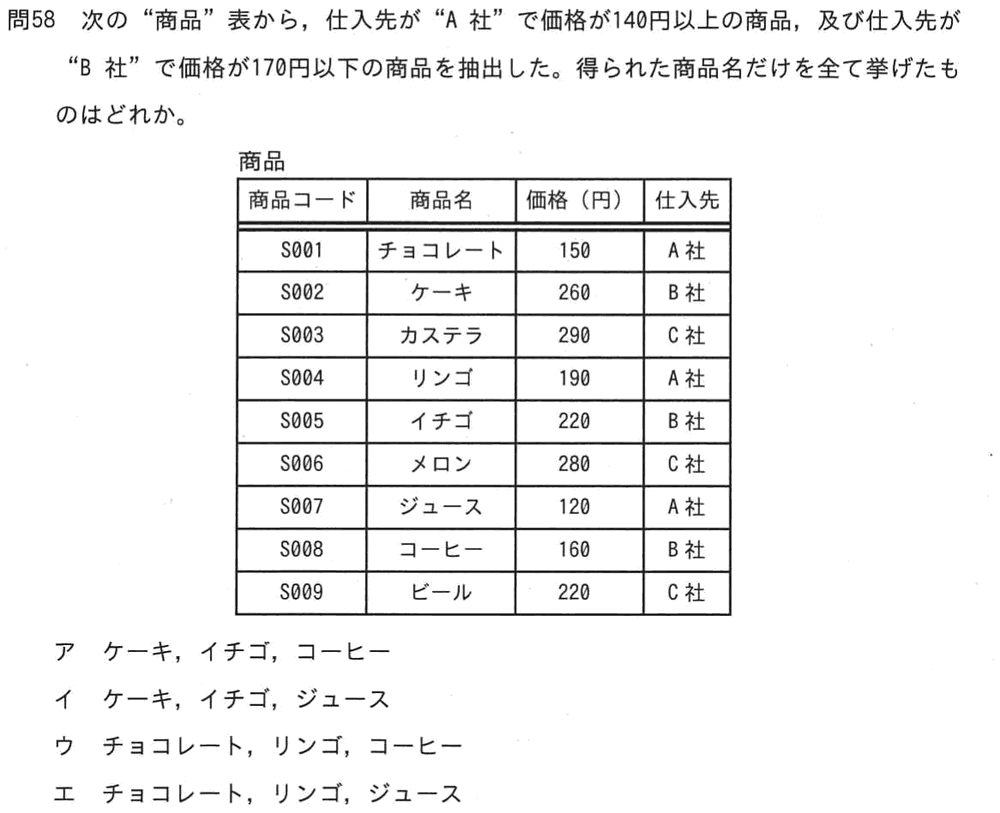 問58 次の“商品”表から，仕入先が“A 社”で価格が140円以上の商品，及び仕入先が
“B 社”で価格が170円以下の商品を抽出した。得られた商品名だけを全て挙げたも
のはどれか。
商品
商品コード 商品名 価格（円） 仕入先
S001 チョコレート 150 A 社
S002 ケーキ 260 B 社
S003 カステラ 290 C 社
S004 リンゴ 190 A 社
S005 イチゴ 220 B 社
S006 メロン 280 C 社
S007 ジュース 120 A 社
S008 コーヒー 160 B 社
S009 ビール 220 C 社
ア ケーキ，イチゴ，コーヒー
イ ケーキ，イチゴ，ジュース
ウ チョコレート，リンゴ，コーヒー
エ チョコレート，リンゴ，ジュース